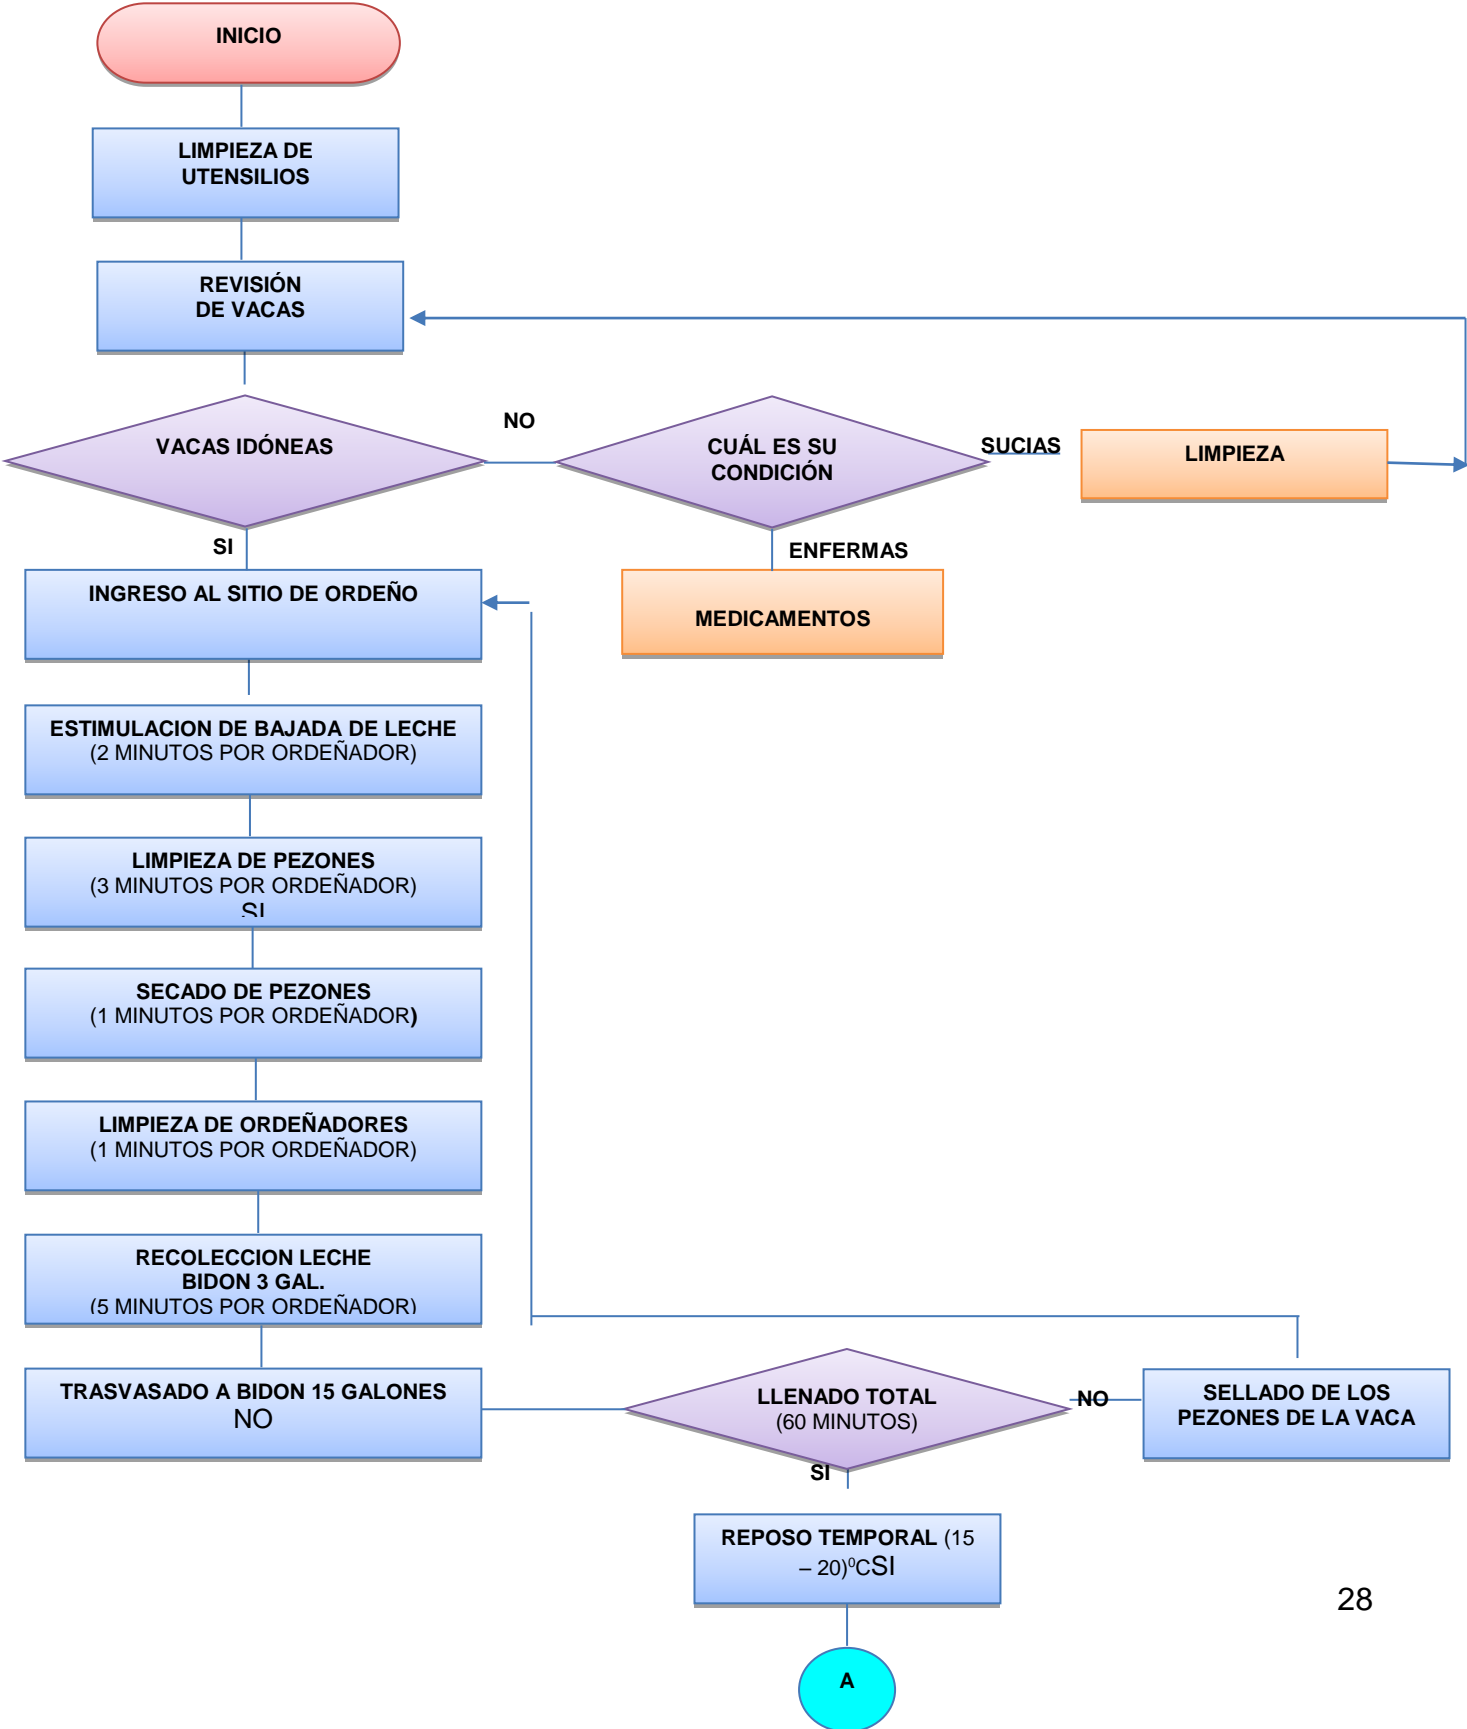 INICIO
LIMPIEZA DE
UTENSILIOS
REVISIÓN
DE VACAS
VACAS IDÓNEAS
NO
CUÁL ES SU
CONDICIÓN
SUCIAS
LIMPIEZA
SI
ENFERMAS
INGRESO AL SITIO DE ORDEÑO
MEDICAMENTOS
ESTIMULACION DE BAJADA DE LECHE
(2 MINUTOS POR ORDEÑADOR)
LIMPIEZA DE PEZONES
(3 MINUTOS POR ORDEÑADOR)
SI
SECADO DE PEZONES
(1 MINUTOS POR ORDEÑADOR)
LIMPIEZA DE ORDEÑADORES
(1 MINUTOS POR ORDEÑADOR)
RECOLECCION LECHE
BIDON 3 GAL.
(5 MINUTOS POR ORDEÑADOR)
TRASVASADO A BIDON 15 GALONES
NO
LLENADO TOTAL
(60 MINUTOS)
NO
SELLADO DE LOS
PEZONES DE LA VACA
SI
REPOSO TEMPORAL (15
– 20)⁰CSI
28
A